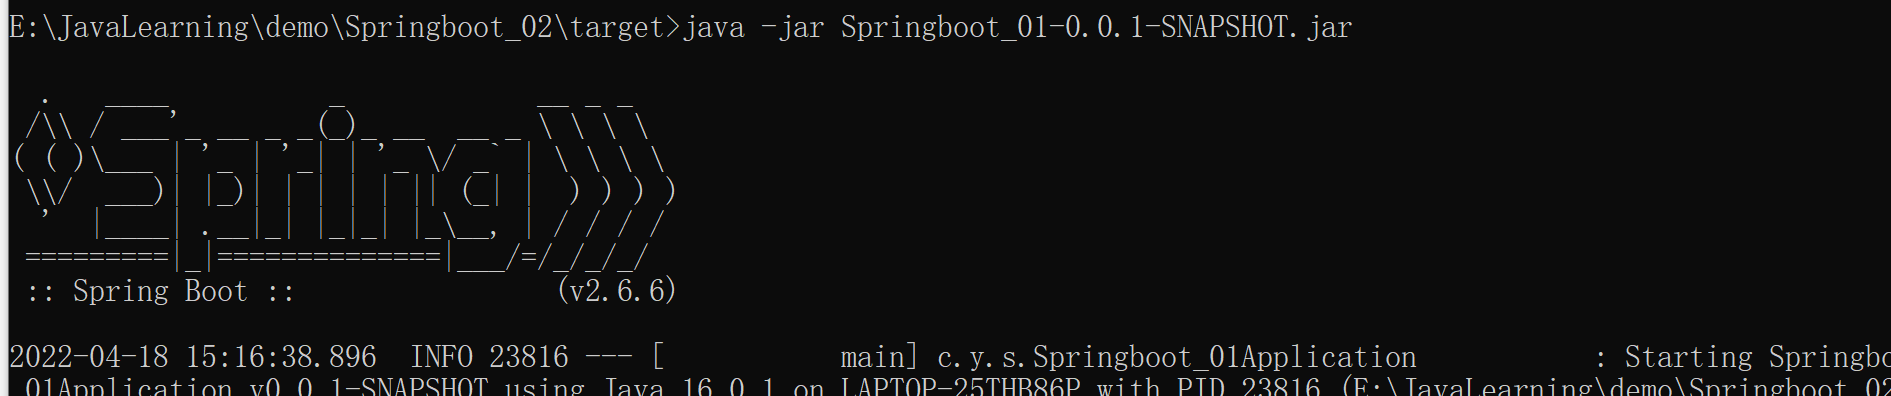 E:\JavaLearning\demo\Springboot_02\target>java -jar Springboot_01-0.0.1-SNAPSHOT.jar
  .   ____          _            __ _ _
 /\\ / ___'_ __ _ _(_)_ __  __ _ \ \ \ \
( ( )\___ | '_ | '_| | '_ \/ _` | \ \ \ \
 \\/  ___)| |_)| | | | | || (_| |  ) ) ) )
  '  |____| .__|_| |_|_| |_\__, | / / / /
 =========|_|==============|___/=/_/_/_/
 :: Spring Boot ::                (v2.6.6)
2022-04-18 15:16:38.896  INFO 23816 --- [           main] c.y.s.Springboot_01Application           : Starting Springbo
_01Application v0.0.1-SNAPSHOT using Java 16.0.1 on LAPTOP-25THB86P with PID 23816 (E:\JavaLearning\demo\Springboot_02